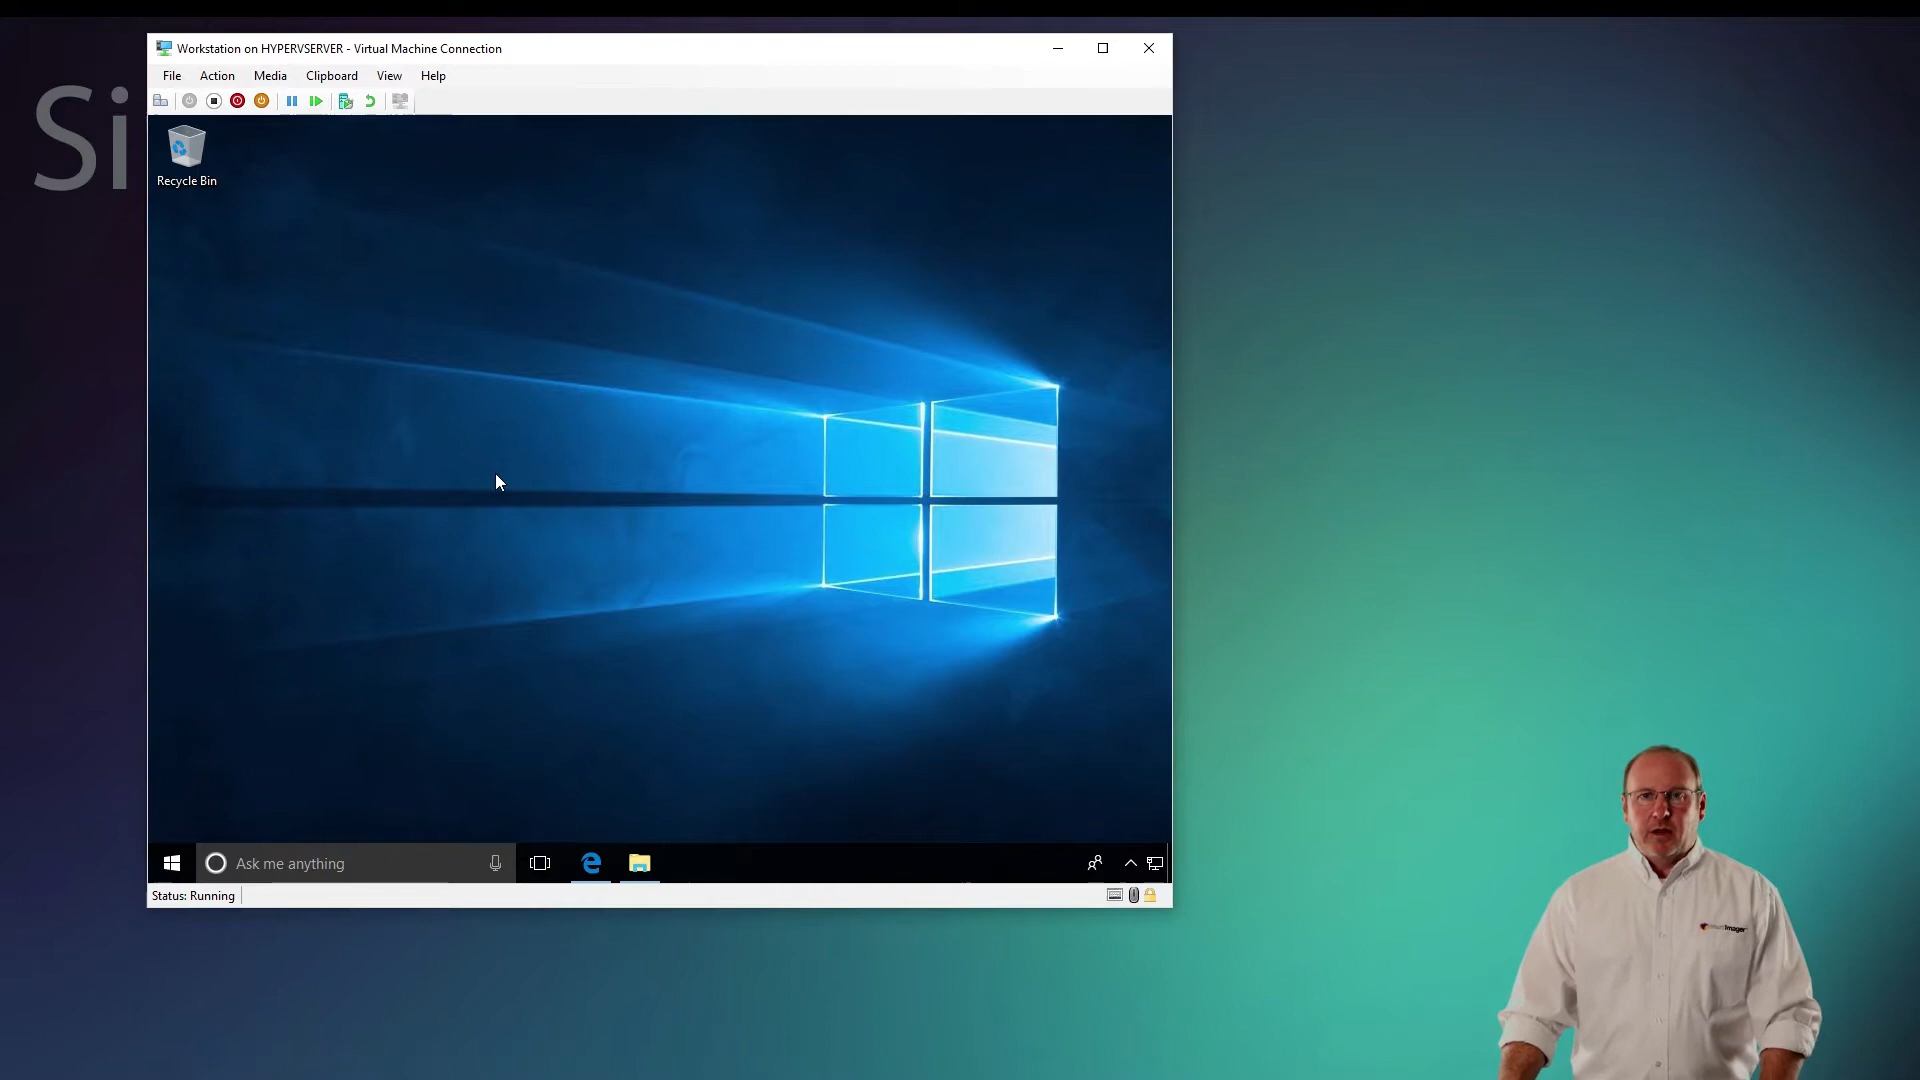 Si
Workstation on HYPERVSERVER - Virtual Machine Connection
File Action Media Clipboard View Help
Recycle Bin
Ask me anything
Status: Running
Imager